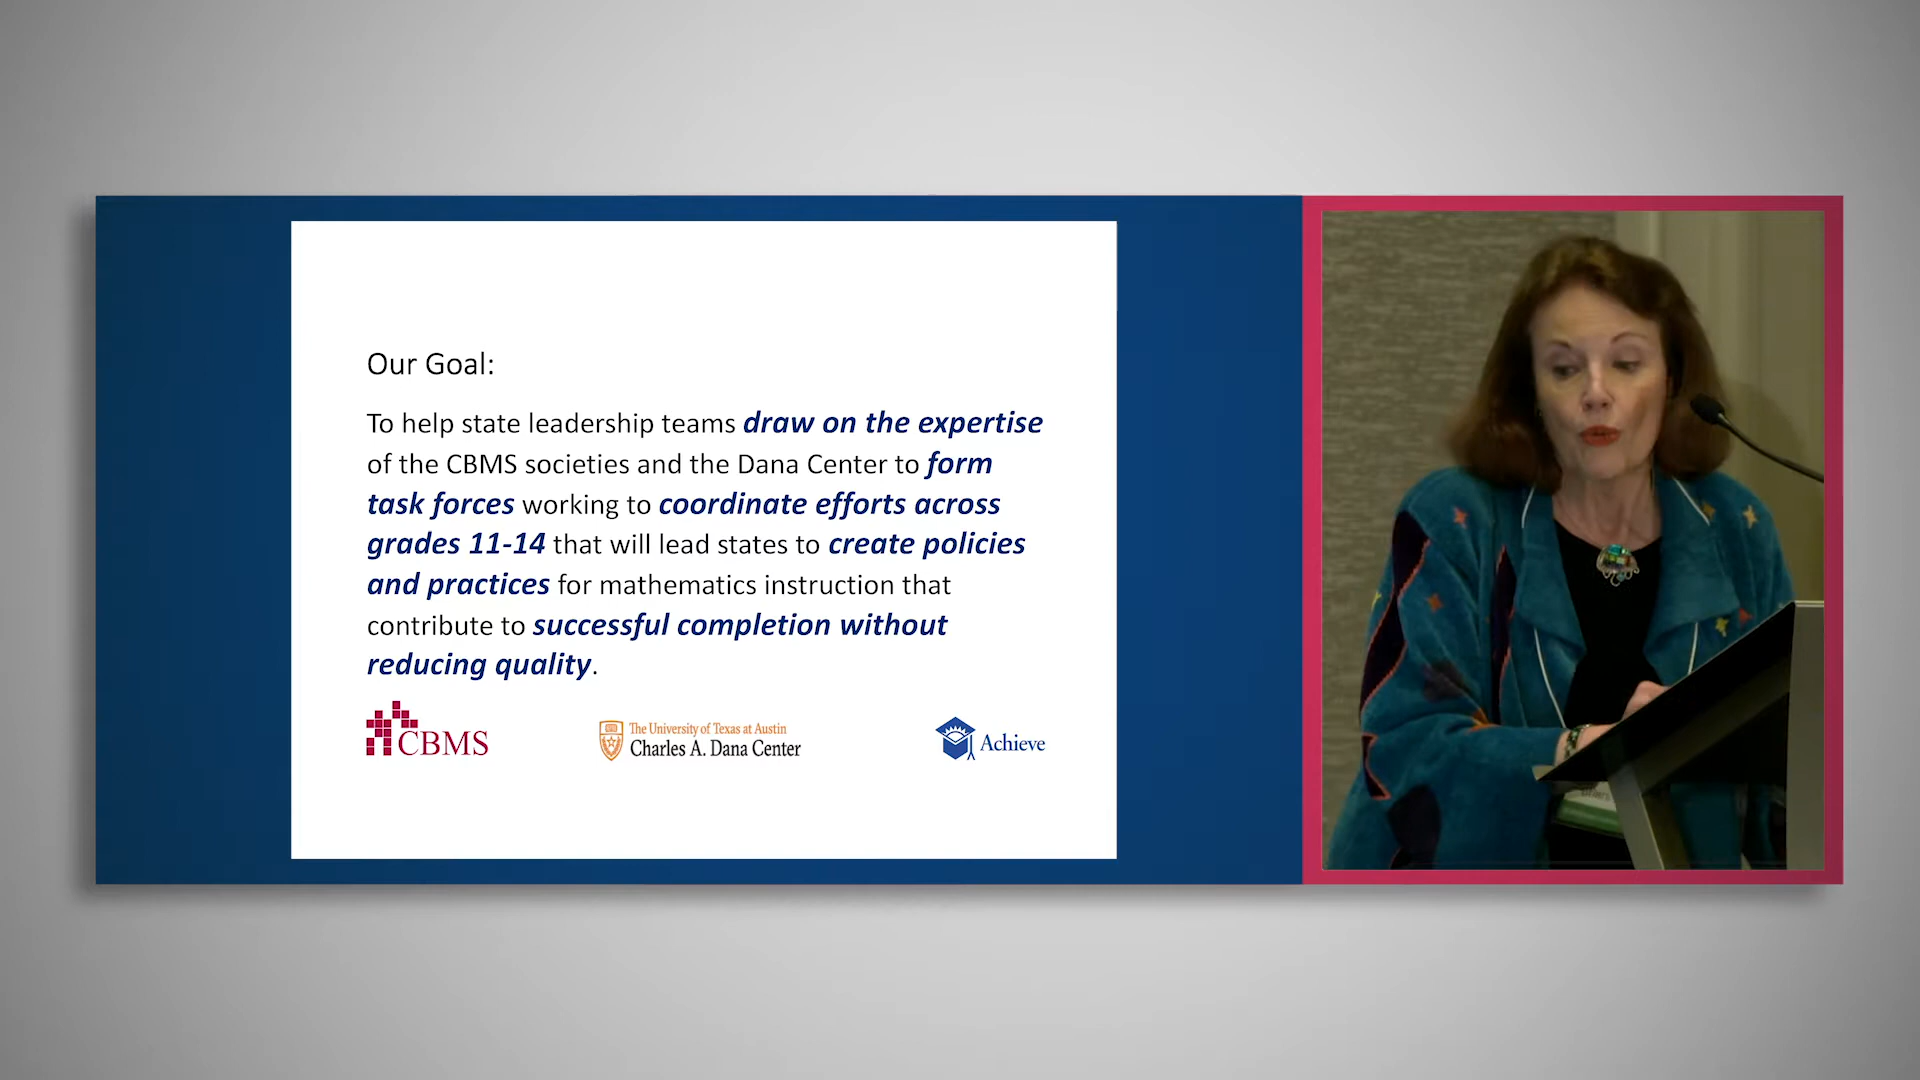 Our Goal:
To help state leadership teams draw on the expertise
of the CBMS societies and the Dana Center to form
task forces working to coordinate efforts across
grades 11-14 that will lead states to create policies
and practices for mathematics instruction that
contribute to successful completion without
reducing quality.
CBMS
The University of Texas at Austin
Charles A. Dana Center
Achieve